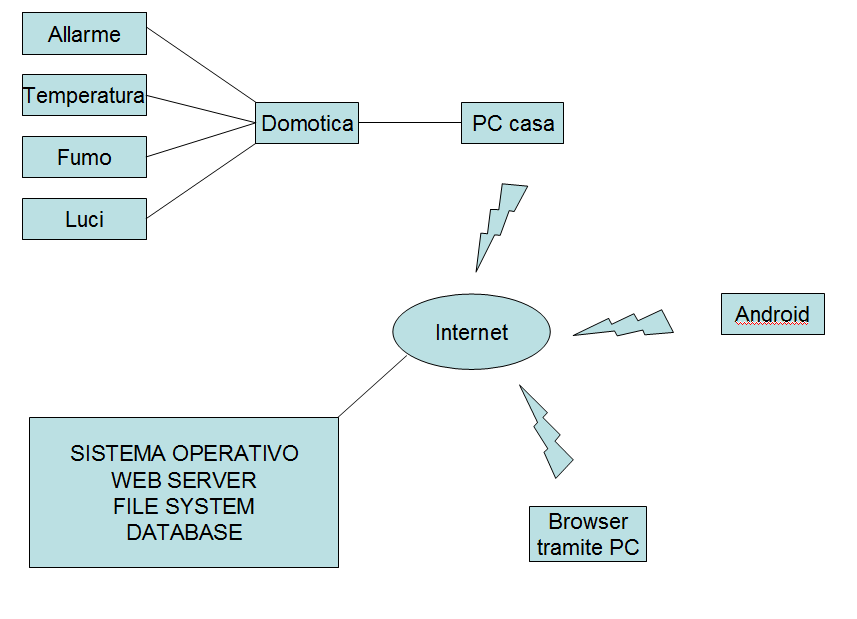 Allarme
Temperatura
Domotica
PC casa
Fumo
Luci
Internet
Android
SISTEMA OPERATIVO
WEB SERVER
FILE SYSTEM
DATABASE
Browser
tramite PC